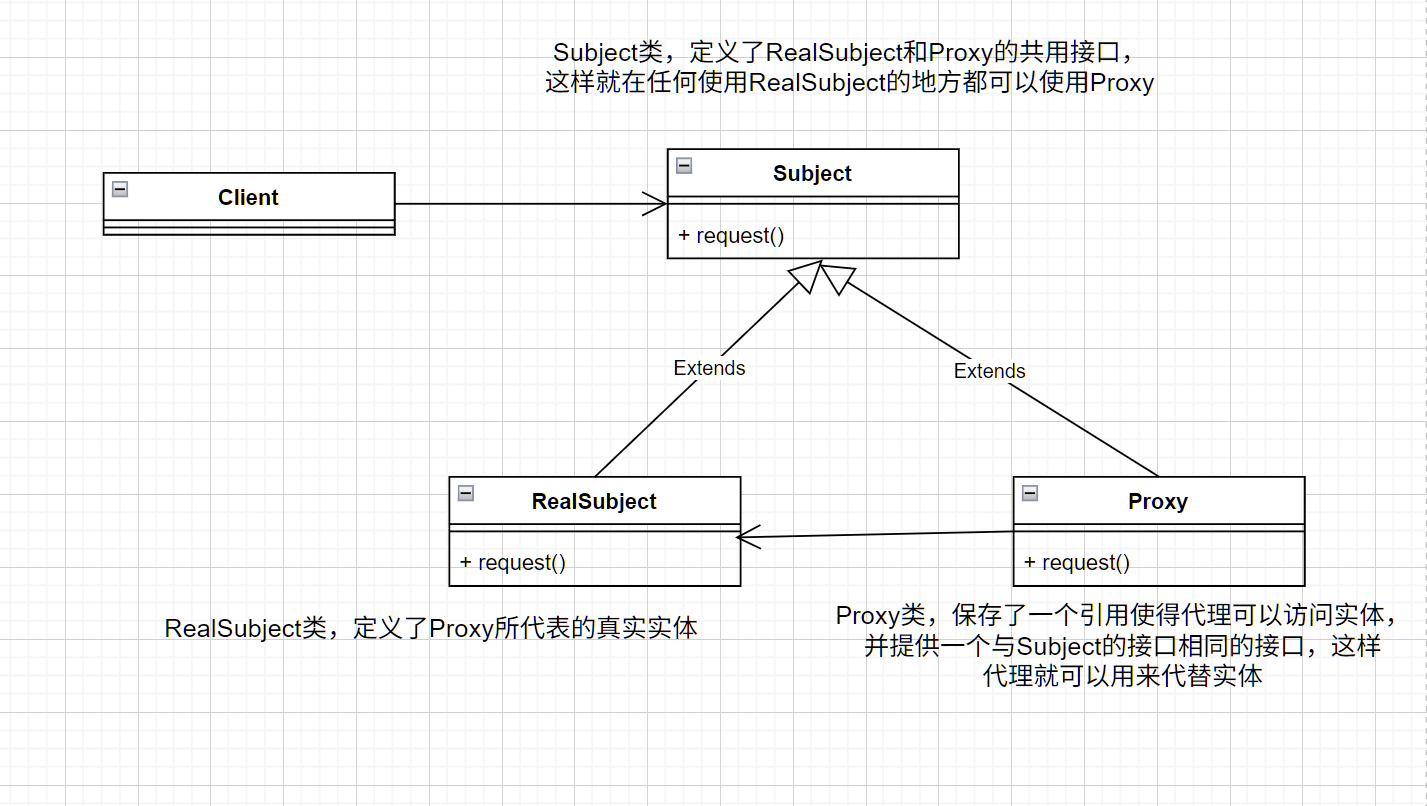 Subject类，定义了RealSubject和Proxy的共用接口，
这样就在任何使用RealSubject的地方都可以使用Proxy
Client
Subject
+ request()
Extends
Extends
RealSubject
+ request()
Proxy
+ request()
RealSubject类，定义了Proxy所代表的真实实体
Proxy类，保存了一个引用使得代理可以访问实体，
并提供一个与Subject的接口相同的接口，这样
代理就可以用来代替实体